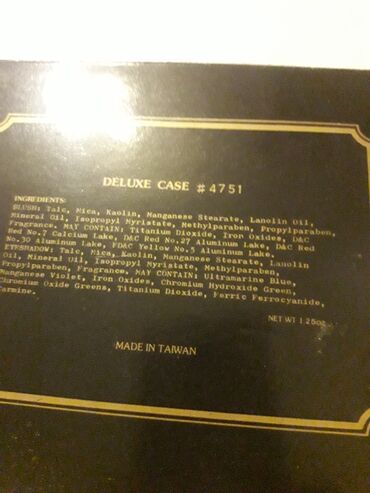 DELUXE CASE #4751
INGREDIENTS:
BLUSH: Talc, Mica, Kaolin, Manganese Stearate, Lanolin Oil,
Mineral Oil, Isopropyl Myristate, Methylparaben, Propylparaben,
Fragrance. MAY CONTAIN: Titanium Dioxide, Iron Oxides, D&C
Red No.7 Calcium Lake, D&C Red No.27 Aluminum Lake, D&C Red
No.30 Aluminum Lake, FD&C Yellow No.5 Aluminum Lake.
EYESHADOW: Talc, Mica, Kaolin, Manganese Stearate, Lanolin
Oil, Mineral Oil, Isopropyl Myristate, Methylparaben,
Propylparaben, Fragrance. MAY CONTAIN: Ultramarine Blue,
Manganese Violet, Iron Oxides, Chromium Hydroxide Green,
Chromium Oxide Greens, Titanium Dioxide, Ferric Ferrocyanide,
Carmine.
NET WT 1.25oz
MADE IN TAIWAN